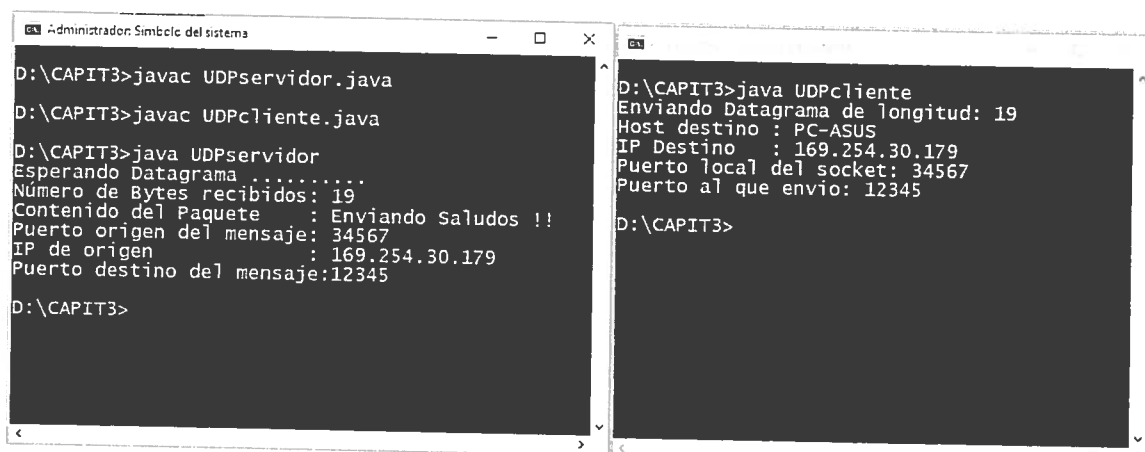 Administrador: Símbolo del sistema
D:\CAPIT3>javac UDPservidor.java
D:\CAPIT3>javac UDPcliente.java
D:\CAPIT3>java UDPservidor
Esperando Datagrama ..........
Número de Bytes recibidos: 19
Contenido del Paquete    : Enviando Saludos !!
Puerto origen del mensaje: 34567
IP de origen             : 169.254.30.179
Puerto destino del mensaje:12345
D:\CAPIT3>
D:\CAPIT3>java UDPcliente
Enviando Datagrama de longitud: 19
Host destino : PC-ASUS
IP Destino   : 169.254.30.179
Puerto local del socket: 34567
Puerto al que envio: 12345
D:\CAPIT3>